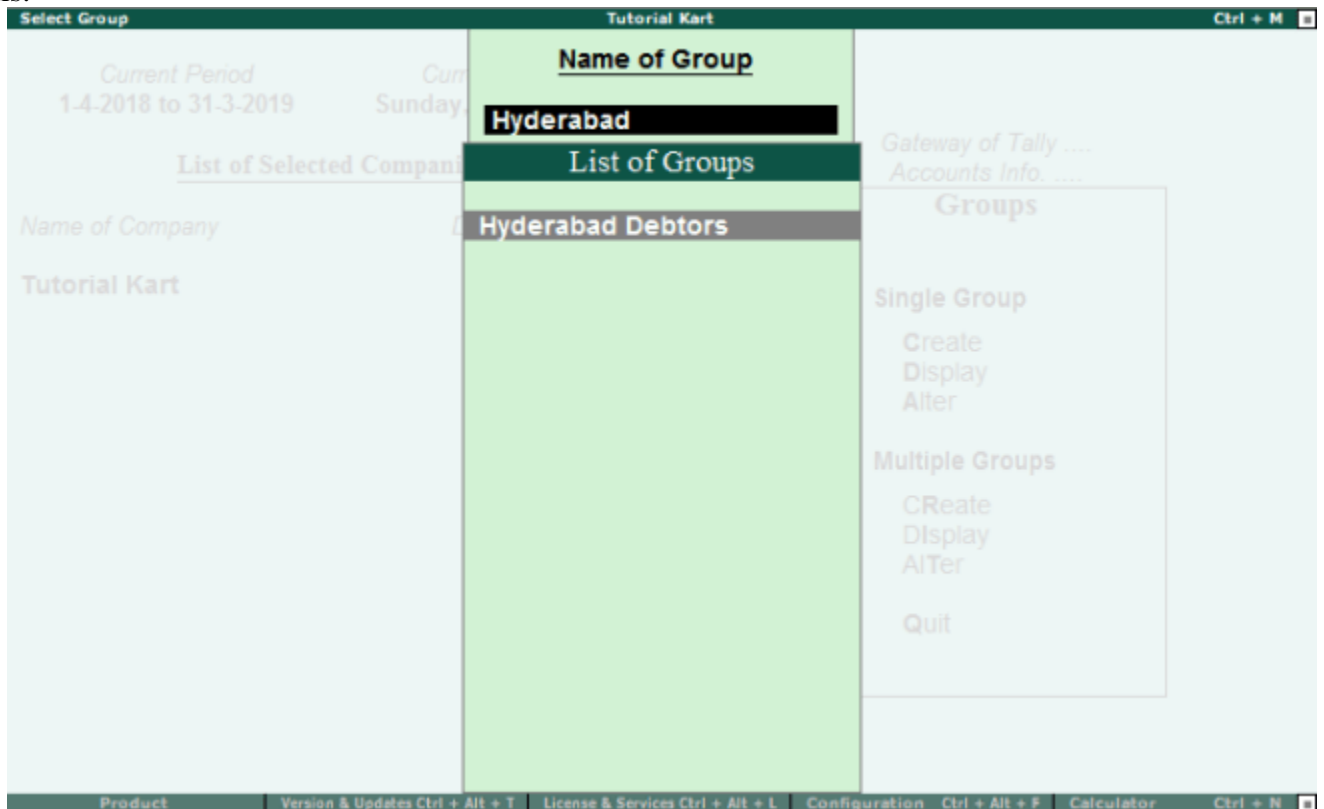 is.
Select Group Tutorial Kart Ctrl + M
Name of Group
Current Period Curr
1-4-2018 to 31-3-2019 Sunday,
Hyderabad
Gateway of Tally ....
List of Selected Compani
List of Groups
Accounts Info. ....
Groups
Name of Company
Hyderabad Debtors
Tutorial Kart
Single Group
Create
Display
Alter
Multiple Groups
CReate
DIsplay
AlTer
Quit
Product Version & Updates Ctrl + Alt + T License & Services Ctrl + Alt + L Configuration Ctrl + Alt + F Calculator Ctrl + N